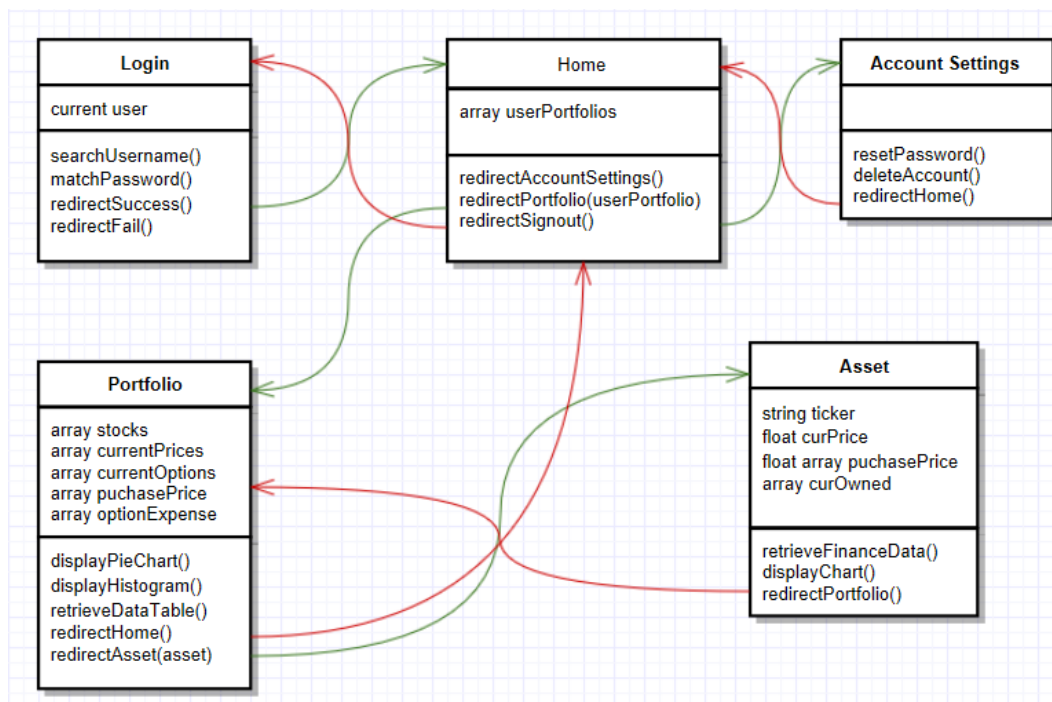 Login
current user
searchUsername()
matchPassword()
redirectSuccess()
redirectFail()
Home
array userPortfolios
redirectAccountSettings()
redirectPortfolio(userPortfolio)
redirectSignout()
Account Settings
resetPassword()
deleteAccount()
redirectHome()
Portfolio
array stocks
array currentPrices
array currentOptions
array puchasePrice
array optionExpense
displayPieChart()
displayHistogram()
retrieveDataTable()
redirectHome()
redirectAsset(asset)
Asset
string ticker
float curPrice
float array puchasePrice
array curOwned
retrieveFinanceData()
displayChart()
redirectPortfolio()